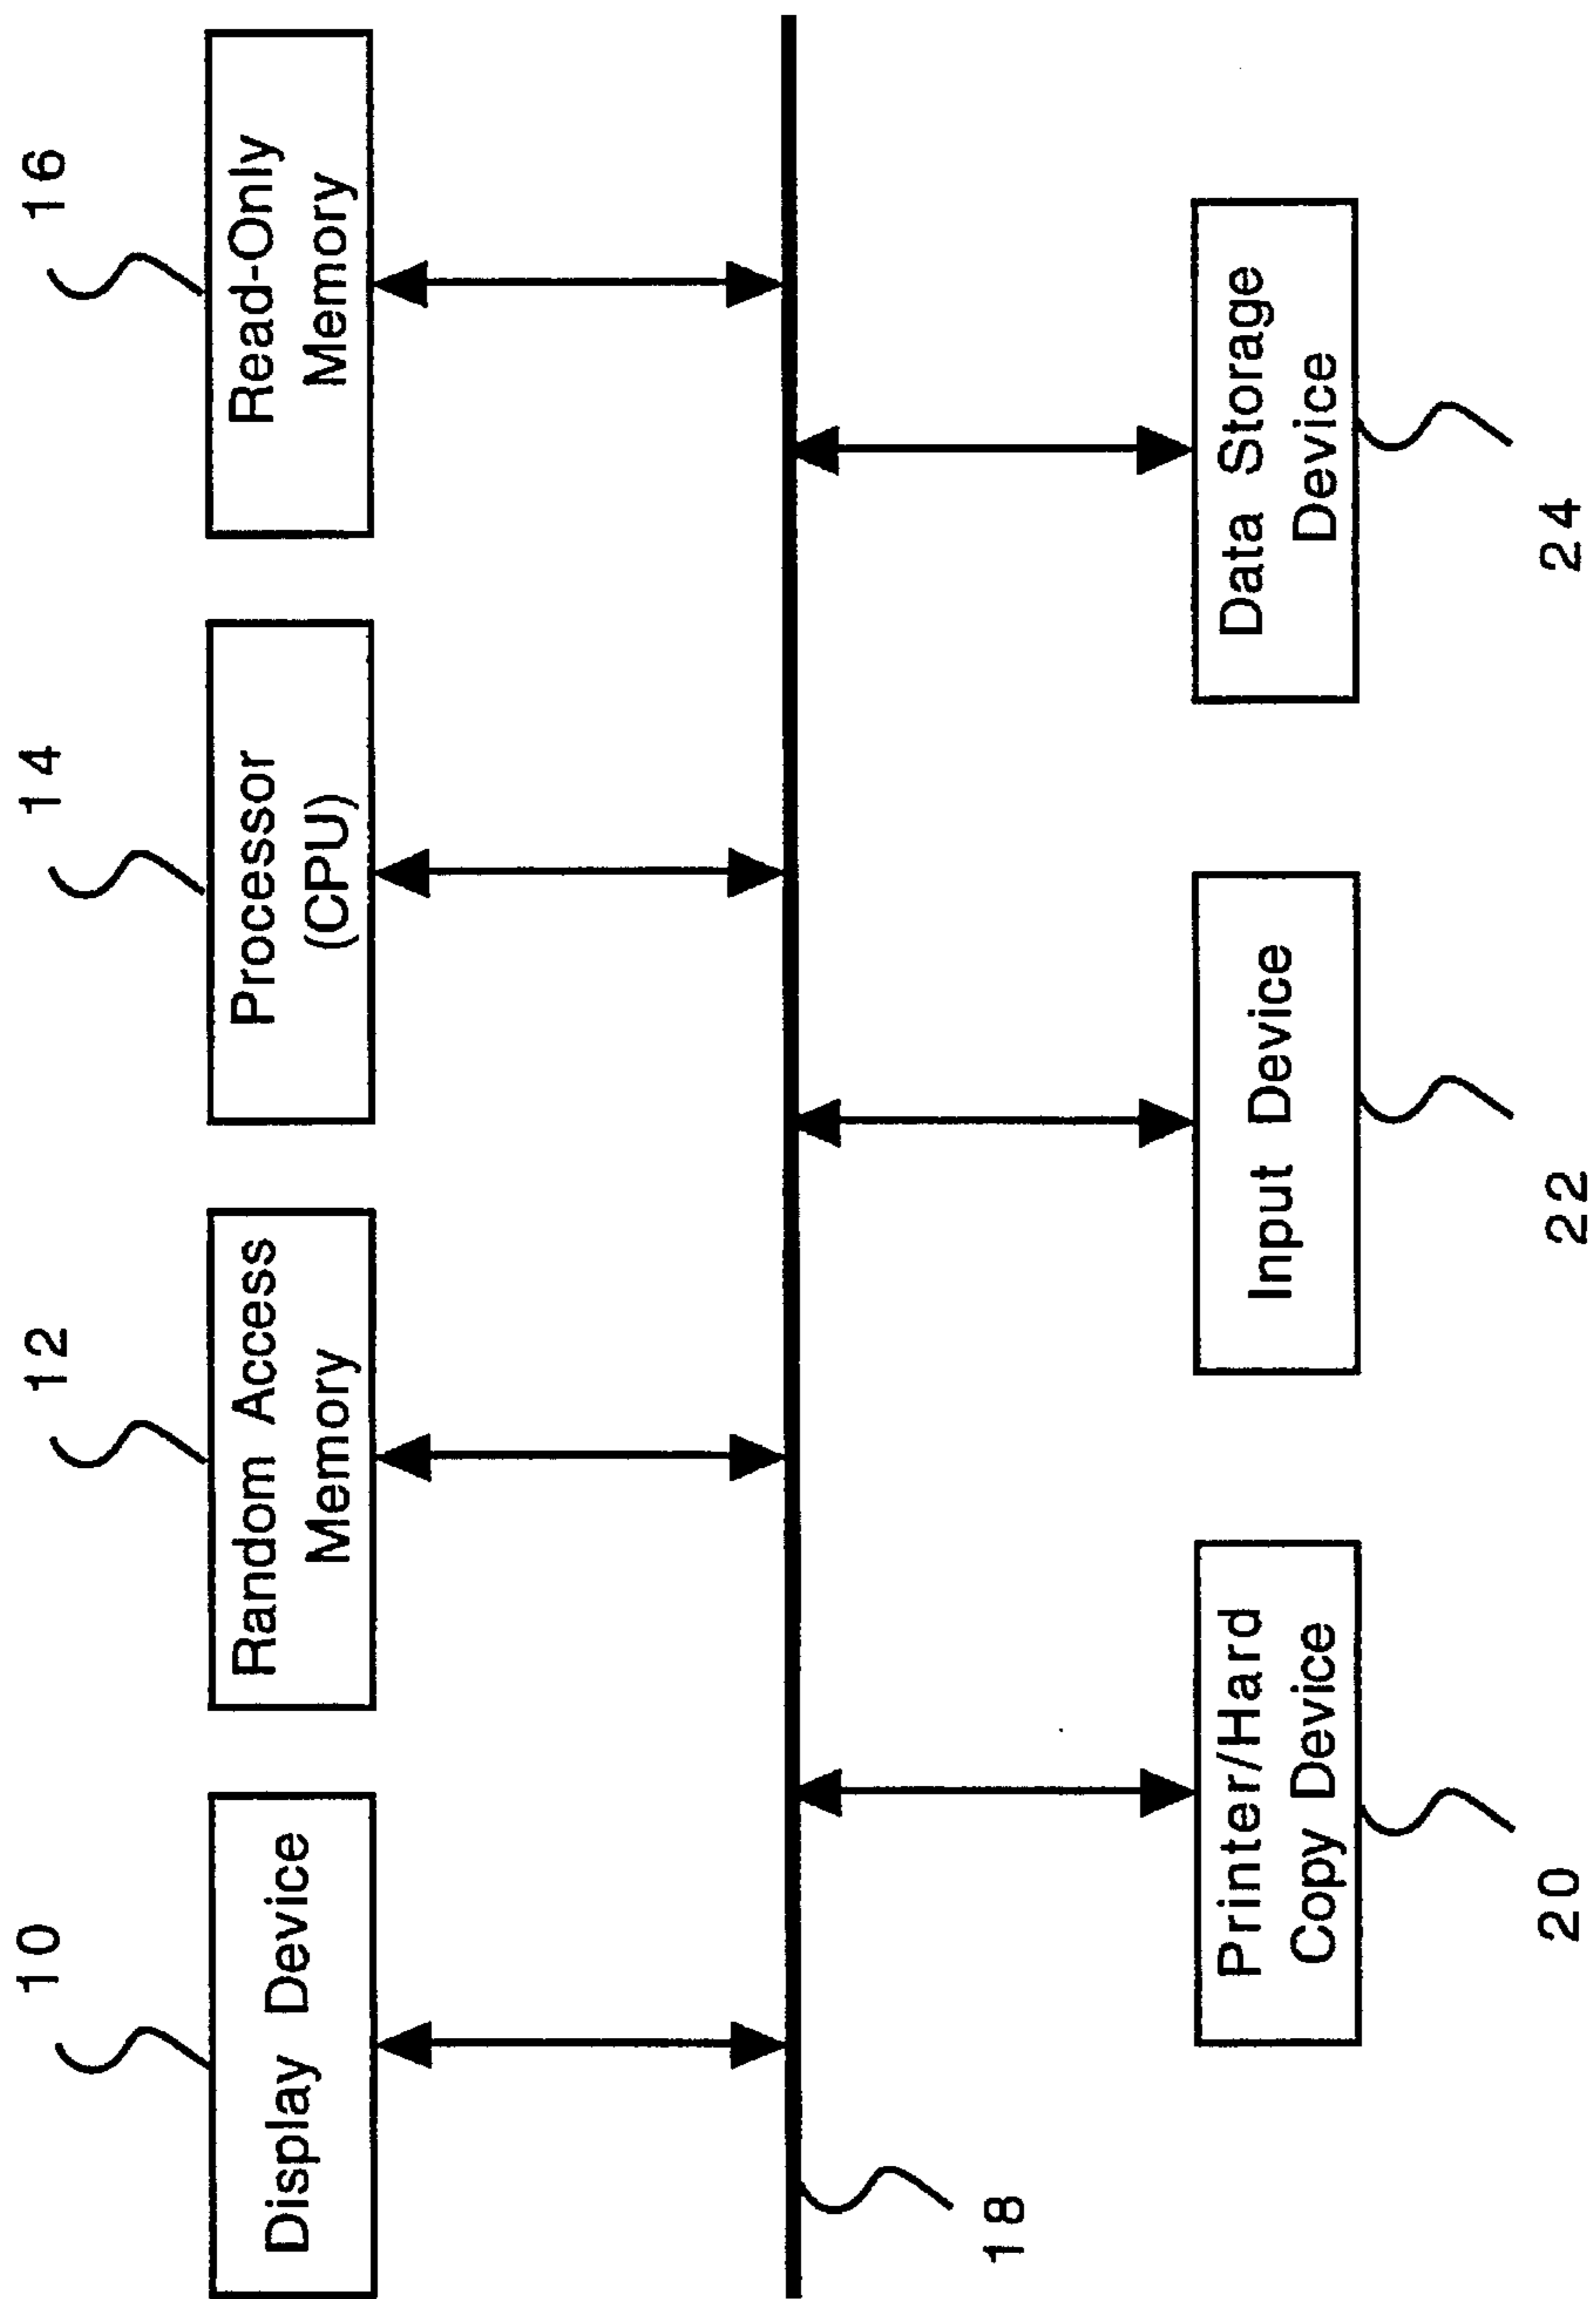 10
12
14
16
Display Device
Random Access
Memory
Processor
(CPU)
Read-Only
Memory
18
Printer/Hard
Copy Device
Input Device
Data Storage
Device
20
22
24